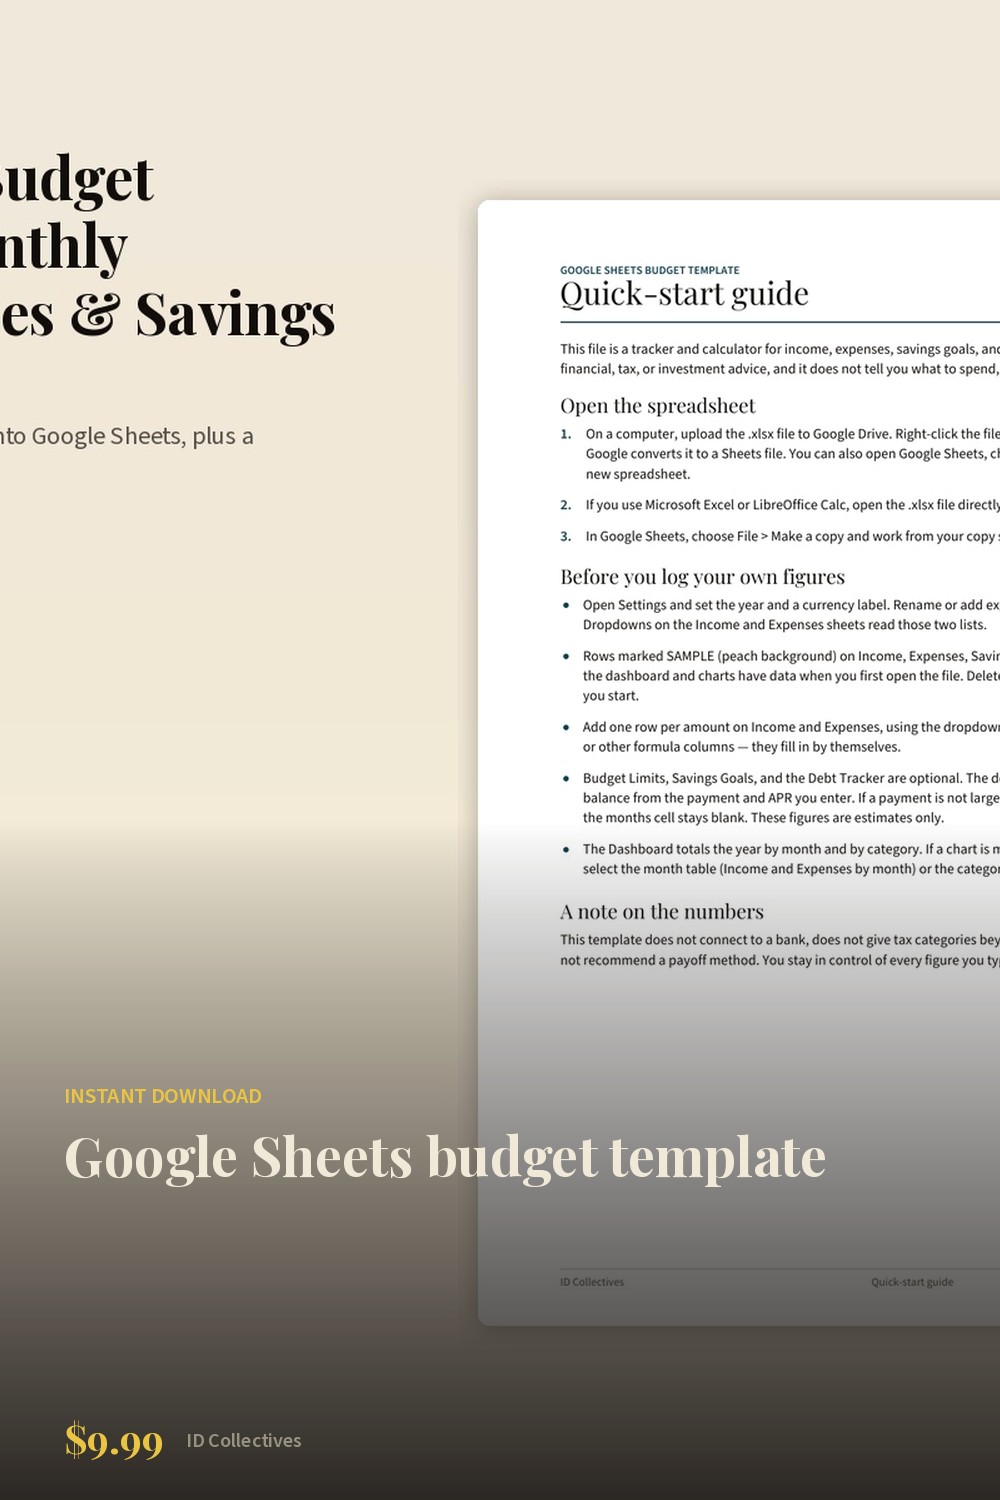 Budget
nthly
es & Savings
nto Google Sheets, plus a
GOOGLE SHEETS BUDGET TEMPLATE
Quick-start guide
This file is a tracker and calculator for income, expenses, savings goals, and
financial, tax, or investment advice, and it does not tell you what to spend,
Open the spreadsheet
1. On a computer, upload the .xlsx file to Google Drive. Right-click the file
Google converts it to a Sheets file. You can also open Google Sheets, ch
new spreadsheet.
2. If you use Microsoft Excel or LibreOffice Calc, open the .xlsx file directly
3. In Google Sheets, choose File > Make a copy and work from your copy s
Before you log your own figures
• Open Settings and set the year and a currency label. Rename or add ex
Dropdowns on the Income and Expenses sheets read those two lists.
• Rows marked SAMPLE (peach background) on Income, Expenses, Savin
the dashboard and charts have data when you first open the file. Delete
you start.
• Add one row per amount on Income and Expenses, using the dropdown
or other formula columns — they fill in by themselves.
• Budget Limits, Savings Goals, and the Debt Tracker are optional. The de
balance from the payment and APR you enter. If a payment is not large
the months cell stays blank. These figures are estimates only.
• The Dashboard totals the year by month and by category. If a chart is m
select the month table (Income and Expenses by month) or the categor
A note on the numbers
This template does not connect to a bank, does not give tax categories bey
not recommend a payoff method. You stay in control of every figure you ty
INSTANT DOWNLOAD
Google Sheets budget template
ID Collectives
Quick-start guide
$9.99 ID Collectives